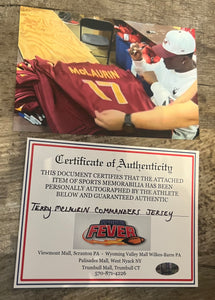 McLAURIN
17
Certificate of Authenticity
THIS DOCUMENT CERTIFIES THAT THE ATTACHED
ITEM OF SPORTS MEMORABILIA HAS BEEN
PERSONALLY AUTOGRAPHED BY THE ATHLETE
BELOW AND GUARANTEED AUTHENTIC
TERRY MCLAURIN COMMANDERS JERSEY
FEVER
Viewmont Mall, Scranton PA - Wyoming Valley Mall Wilkes-Barre PA
Palisades Mall, West Nyack NY
Trumbull Mall, Trumbull CT
570-871-4226